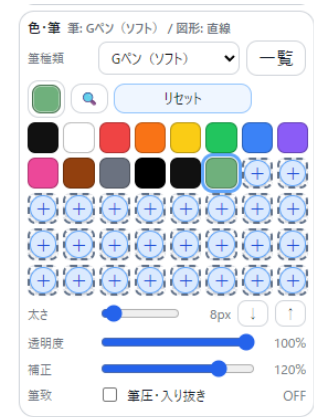 色・筆 筆: Gペン（ソフト） / 図形: 直線
筆種類 Gペン（ソフト） 一覧
リセット
太さ 8px ↓ ↑
透明度 100%
補正 120%
筆致 筆圧・入り抜き OFF